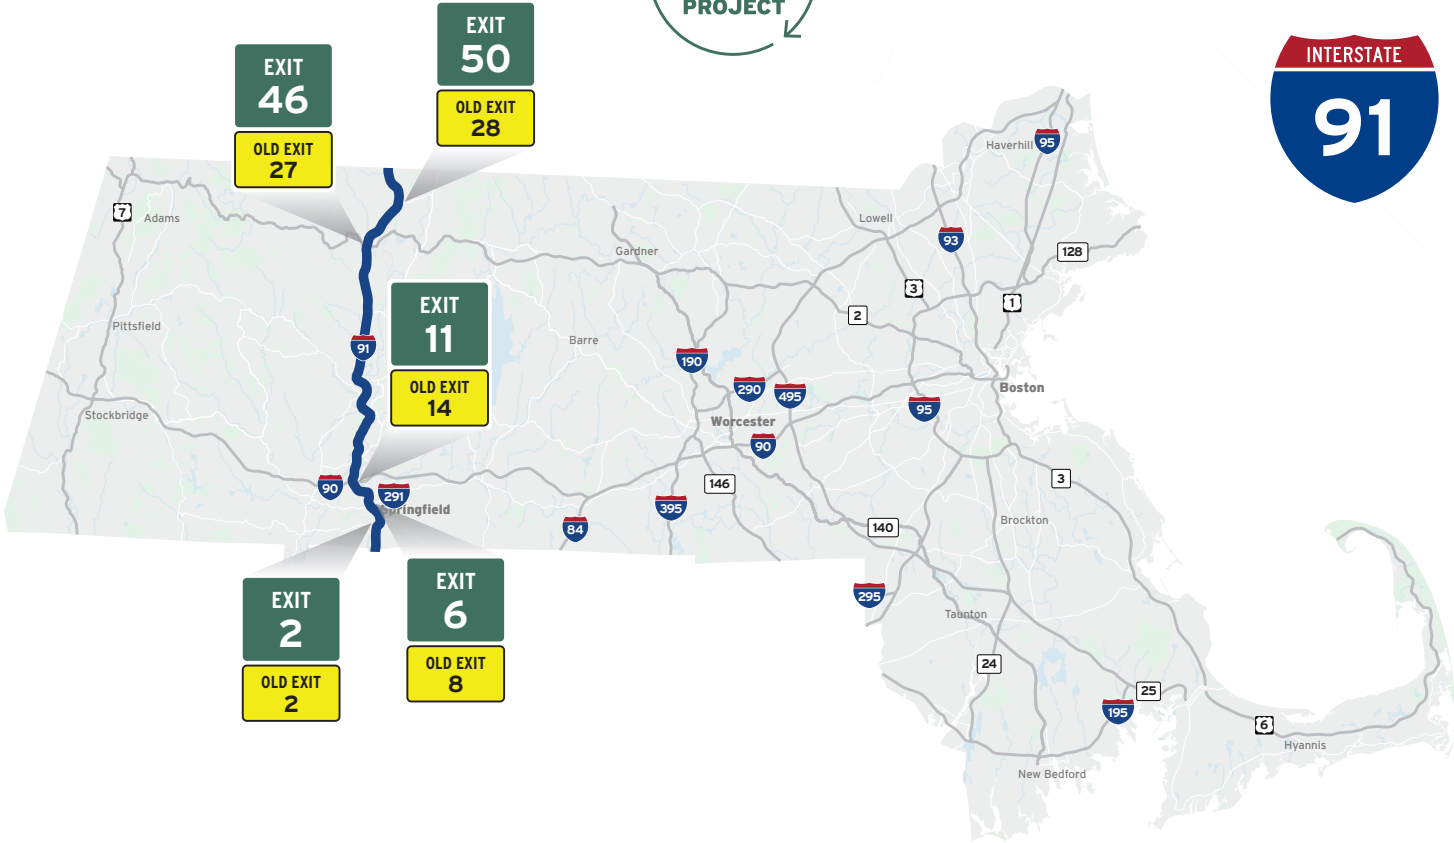 PROJECT
EXIT
50
OLD EXIT
28
EXIT
46
OLD EXIT
27
INTERSTATE
91
Haverhill
95
7
Adams
Lowell
93
128
Gardner
3
1
2
Pittsfield
EXIT
11
OLD EXIT
14
91
Barre
190
290
495
Boston
95
Stockbridge
Worcester
90
90
291
Springfield
146
3
395
84
140
Brockton
EXIT
2
OLD EXIT
2
EXIT
6
OLD EXIT
8
295
Taunton
24
25
195
6
Hyannis
New Bedford